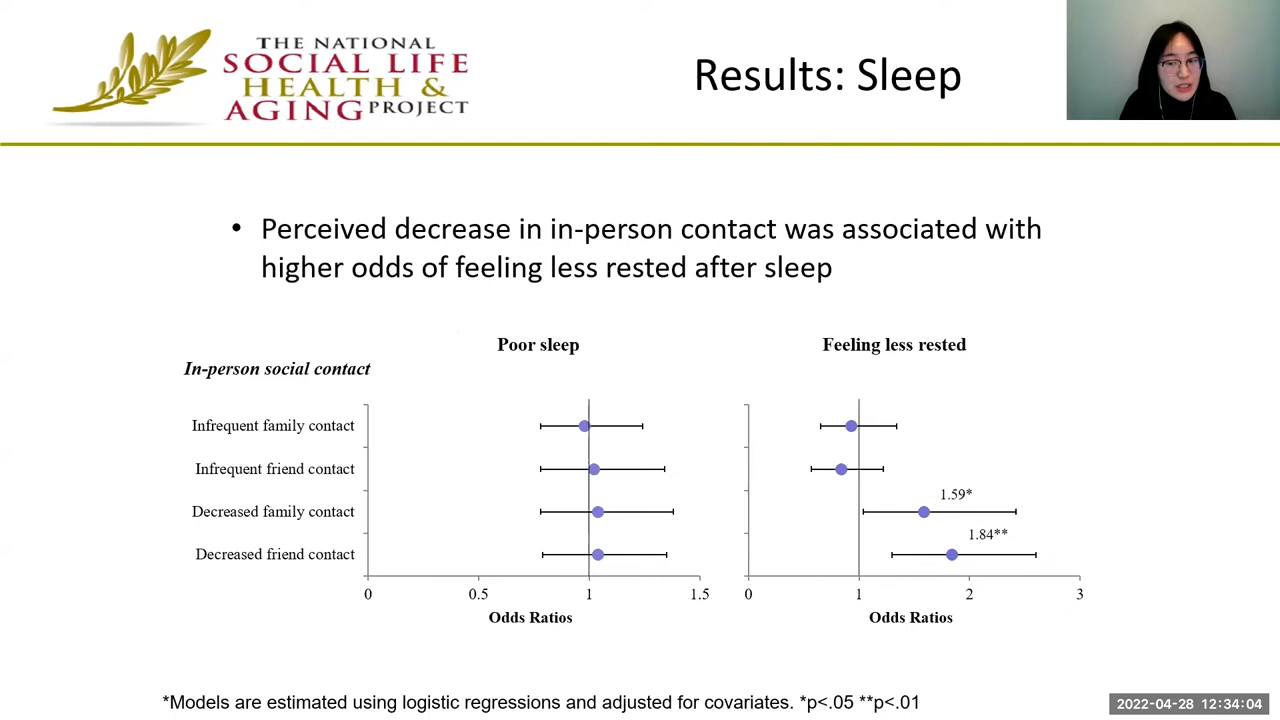 THE NATIONAL
SOCIAL LIFE
HEALTH &
AGING PROJECT
Results: Sleep
• Perceived decrease in in-person contact was associated with
higher odds of feeling less rested after sleep
Poor sleep
Feeling less rested
In-person social contact
Infrequent family contact
Infrequent friend contact
Decreased family contact
Decreased friend contact
1.59*
1.84**
0 0.5 1 1.5
0 1 2 3
Odds Ratios
Odds Ratios
*Models are estimated using logistic regressions and adjusted for covariates. *p<.05 **p<.01
2022-04-28 12:34:04